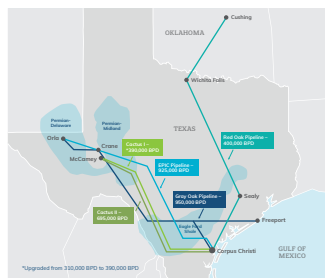 Cushing
OKLAHOMA
Wichita Falls
Permian-
Delaware
Permian-
Midland
Orla
Crane
McCamey
TEXAS
Cactus I –
*390,000 BPD
EPIC Pipeline –
925,000 BPD
Red Oak Pipeline –
400,000 BPD
Gray Oak Pipeline –
950,000 BPD
Cactus II –
685,000 BPD
Sealy
Freeport
Eagle Ford
Shale
Corpus Christi
GULF OF
MEXICO
*Upgraded from 310,000 BPD to 390,000 BPD